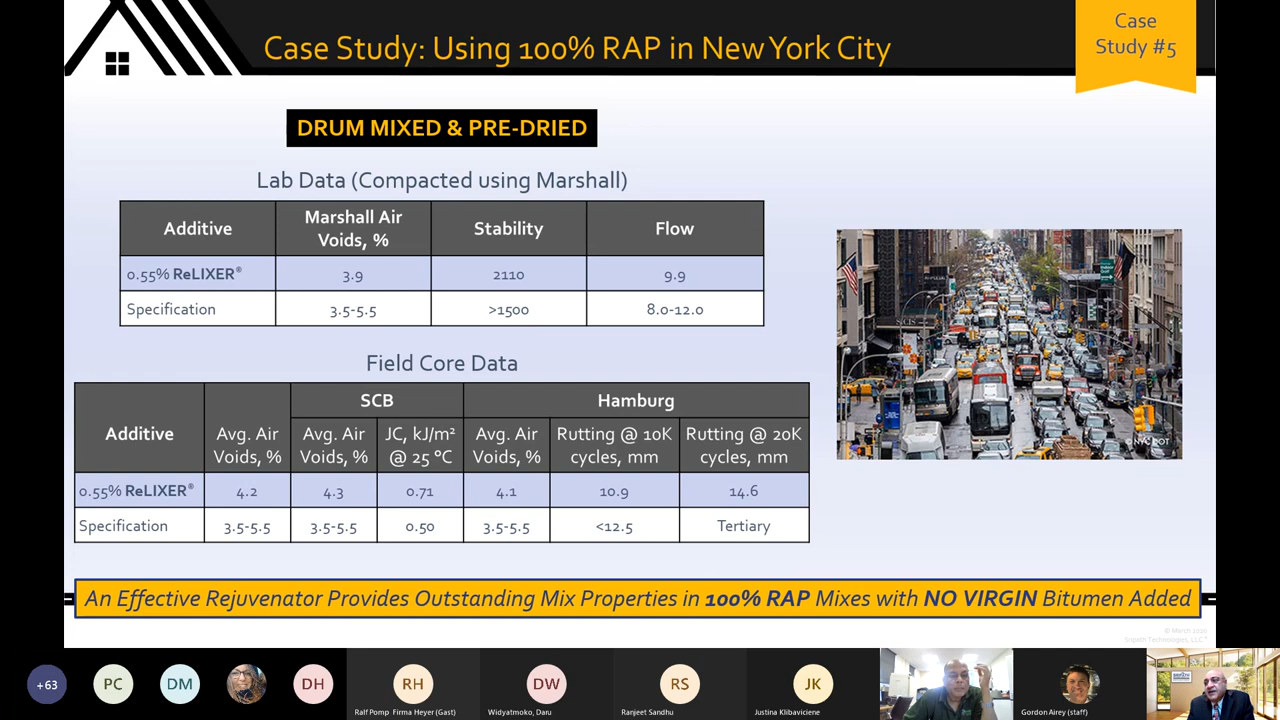 Case Study: Using 100% RAP in New York City
Case
Study #5
DRUM MIXED & PRE-DRIED
Lab Data (Compacted using Marshall)
Additive
Marshall Air
Voids, %
Stability
Flow
0.55% ReLIXER®
3.9
2110
9.9
Specification
3.5-5.5
>1500
8.0-12.0
Field Core Data
Additive
Avg. Air
Voids, %
SCB
Avg. Air
Voids, %
JC, kJ/m²
@ 25 °C
Hamburg
Avg. Air
Voids, %
Rutting @ 10K
cycles, mm
Rutting @ 20K
cycles, mm
0.55% ReLIXER®
4.2
4.3
0.71
4.1
10.9
14.6
Specification
3.5-5.5
3.5-5.5
0.50
3.5-5.5
<12.5
Tertiary
© NYC DOT
An Effective Rejuvenator Provides Outstanding Mix Properties in 100% RAP Mixes with NO VIRGIN Bitumen Added
© March 2020
Sripath Technologies, LLC
+63
PC
DM
DH
RH
Ralf Pomp Firma Heyer (Gast)
DW
Widyatmoko, Daru
RS
Ranjeet Sandhu
JK
Justina Klibaviciene
Gordon Airey (staff)